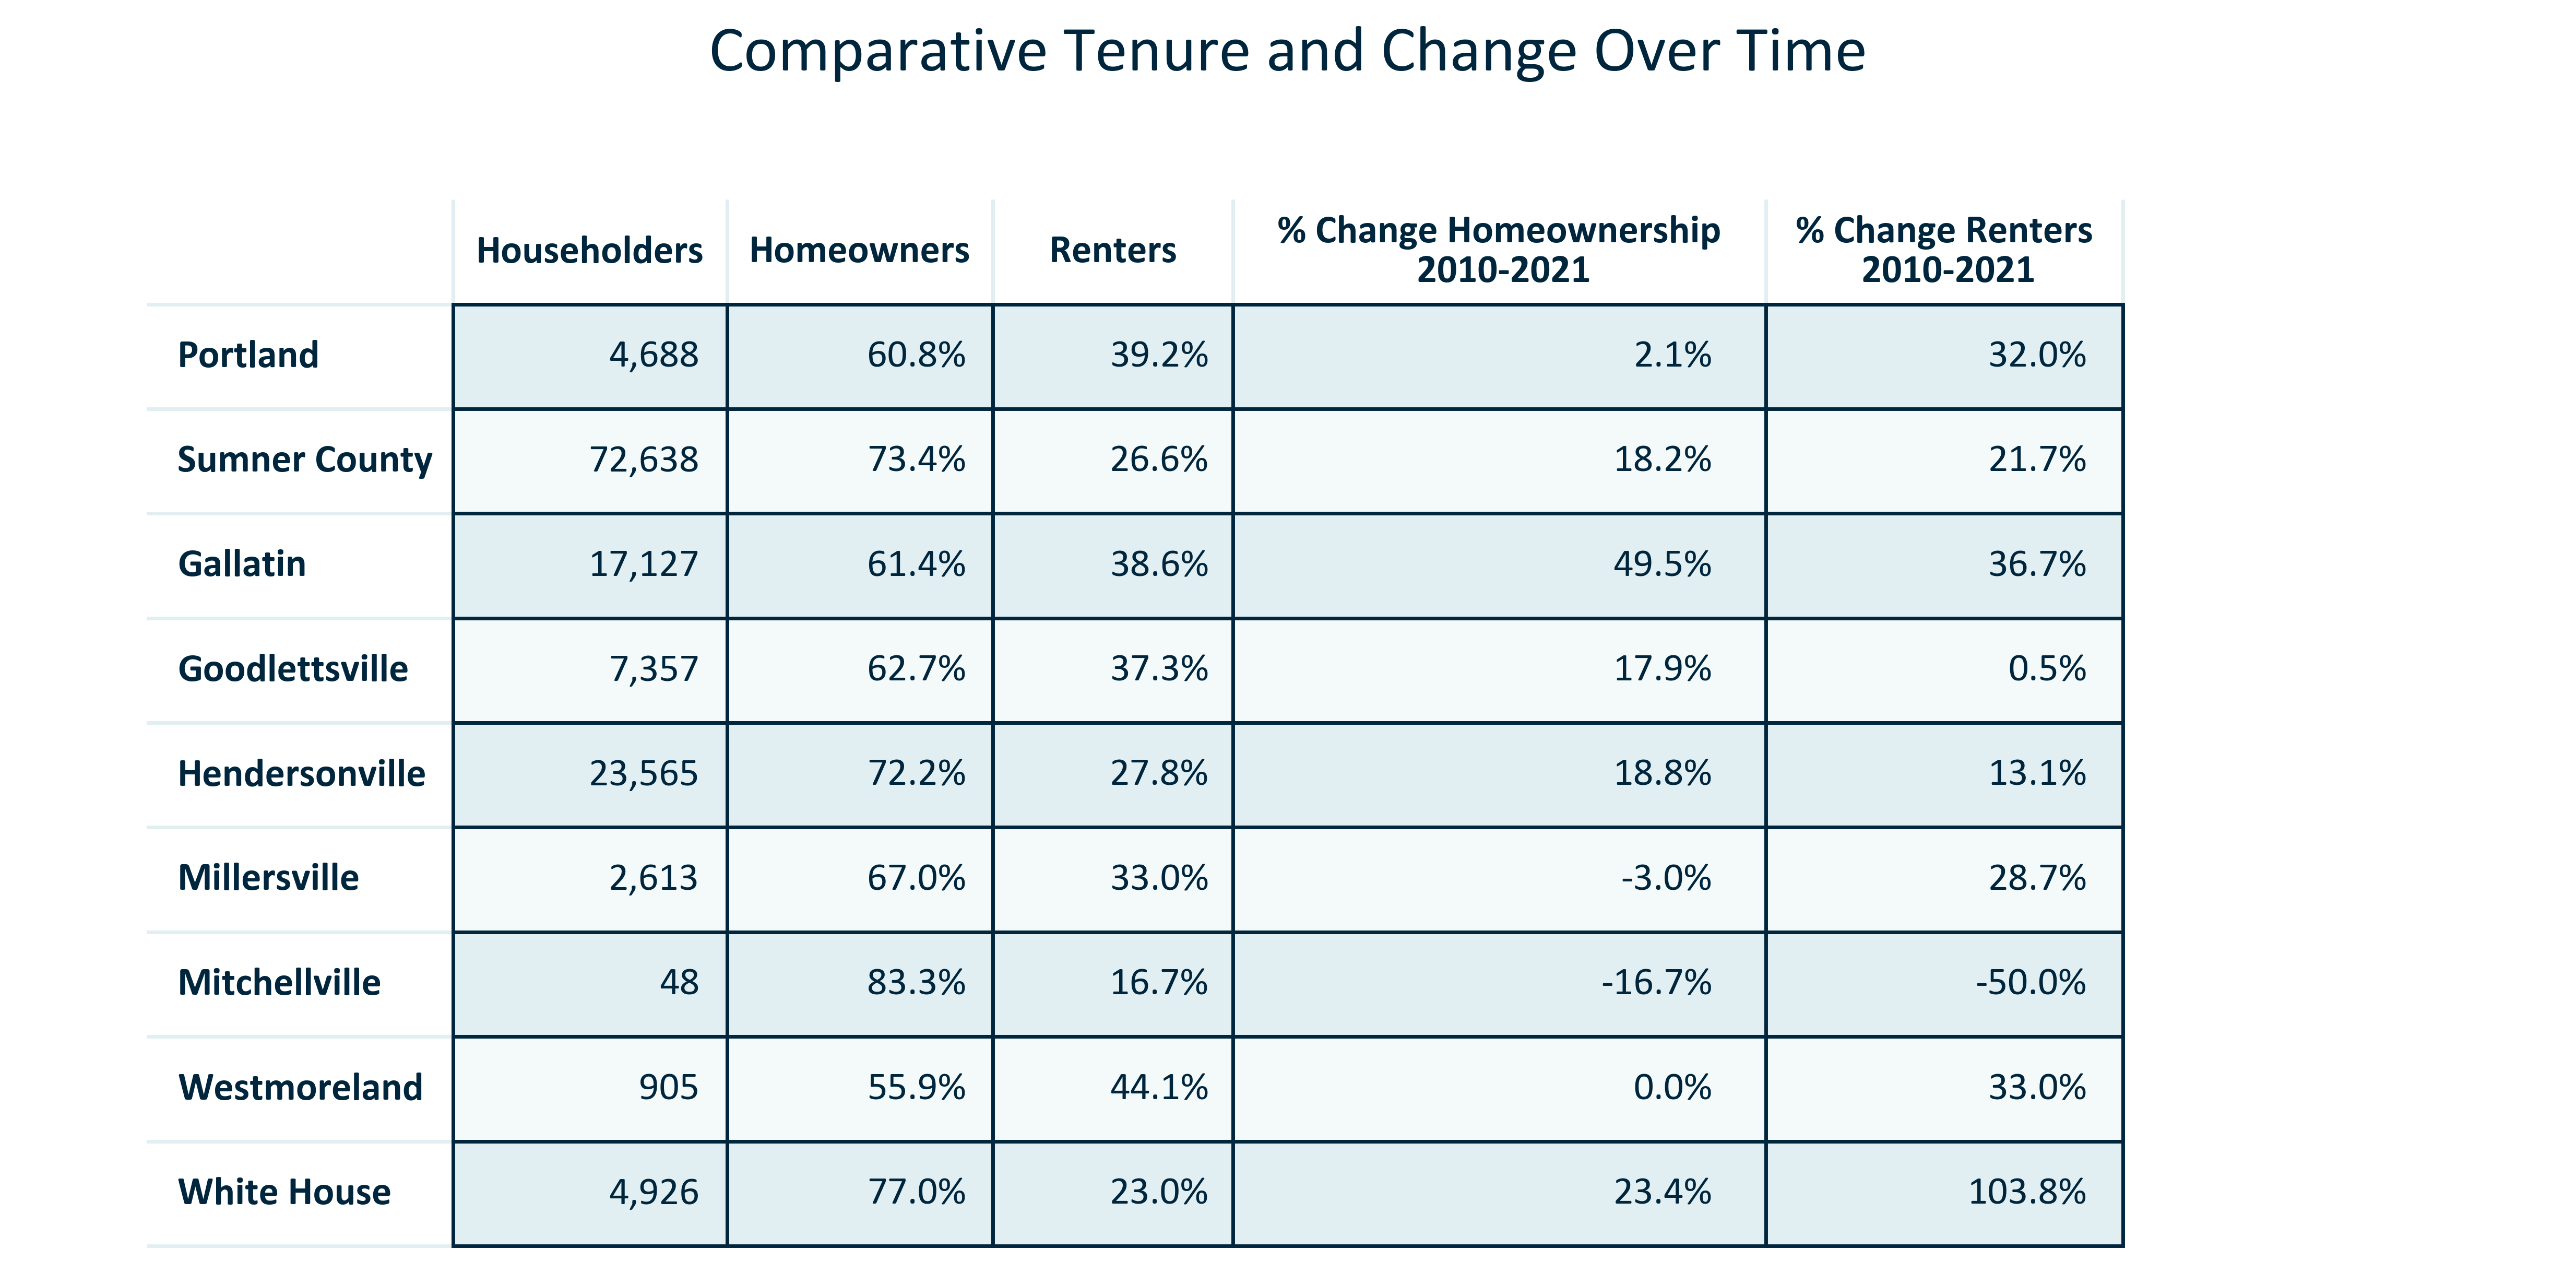 Comparative Tenure and Change Over Time
Householders Homeowners Renters % Change Homeownership 2010-2021 % Change Renters 2010-2021
Portland 4,688 60.8% 39.2% 2.1% 32.0%
Sumner County 72,638 73.4% 26.6% 18.2% 21.7%
Gallatin 17,127 61.4% 38.6% 49.5% 36.7%
Goodlettsville 7,357 62.7% 37.3% 17.9% 0.5%
Hendersonville 23,565 72.2% 27.8% 18.8% 13.1%
Millersville 2,613 67.0% 33.0% -3.0% 28.7%
Mitchellville 48 83.3% 16.7% -16.7% -50.0%
Westmoreland 905 55.9% 44.1% 0.0% 33.0%
White House 4,926 77.0% 23.0% 23.4% 103.8%